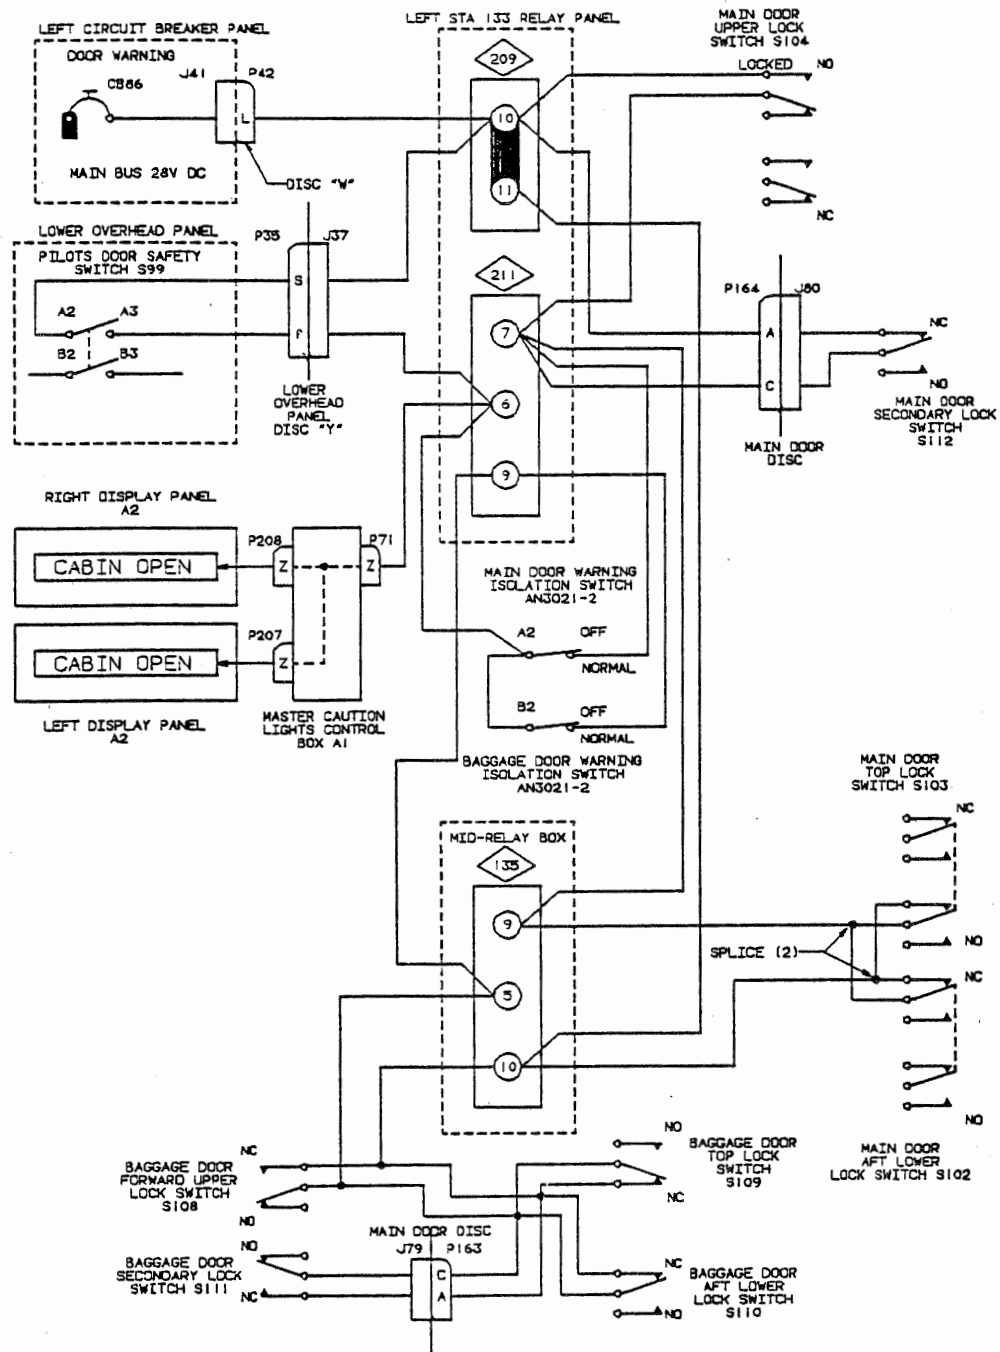 LEFT CIRCUIT BREAKER PANEL
DOOR WARNING
CB86
J41
P42
L
MAIN BUS 28V DC
DISC "W"
LEFT STA 133 RELAY PANEL
209
10
11
MAIN DOOR
UPPER LOCK
SWITCH S104
LOCKED
NO
NC
LOWER OVERHEAD PANEL
PILOTS DOOR SAFETY
SWITCH S99
A2
A3
B2
B3
P35
J37
S
f
LOWER
OVERHEAD
PANEL
DISC "Y"
211
7
6
9
P164
J80
A
C
MAIN DOOR
DISC
NC
NO
MAIN DOOR
SECONDARY LOCK
SWITCH
S112
RIGHT DISPLAY PANEL
A2
CABIN OPEN
P208
Z
P71
Z
CABIN OPEN
P207
Z
LEFT DISPLAY PANEL
A2
MASTER CAUTION
LIGHTS CONTROL
BOX A1
MAIN DOOR WARNING
ISOLATION SWITCH
AN3021-2
A2
OFF
NORMAL
B2
OFF
NORMAL
BAGGAGE DOOR WARNING
ISOLATION SWITCH
AN3021-2
MID-RELAY BOX
135
9
5
10
MAIN DOOR
TOP LOCK
SWITCH S103
NC
NO
SPLICE (2)
NC
NO
MAIN DOOR
AFT LOWER
LOCK SWITCH S102
NC
BAGGAGE DOOR
FORWARD UPPER
LOCK SWITCH
S108
NO
NO
BAGGAGE DOOR
SECONDARY LOCK
SWITCH S111
NC
MAIN DOOR DISC
J79
P163
C
A
NO
BAGGAGE DOOR
TOP LOCK
SWITCH
S109
NC
NC
BAGGAGE DOOR
AFT LOWER
LOCK SWITCH
S110
NO